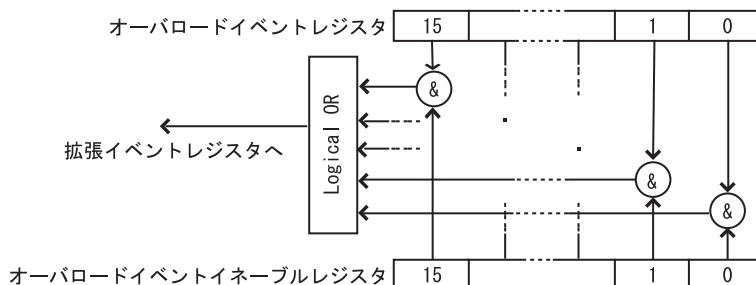 オーバロードイベントレジスタ 15 1 0
&
Logical OR
拡張イベントレジスタへ
&
&
オーバロードイベントイネーブルレジスタ 15 1 0